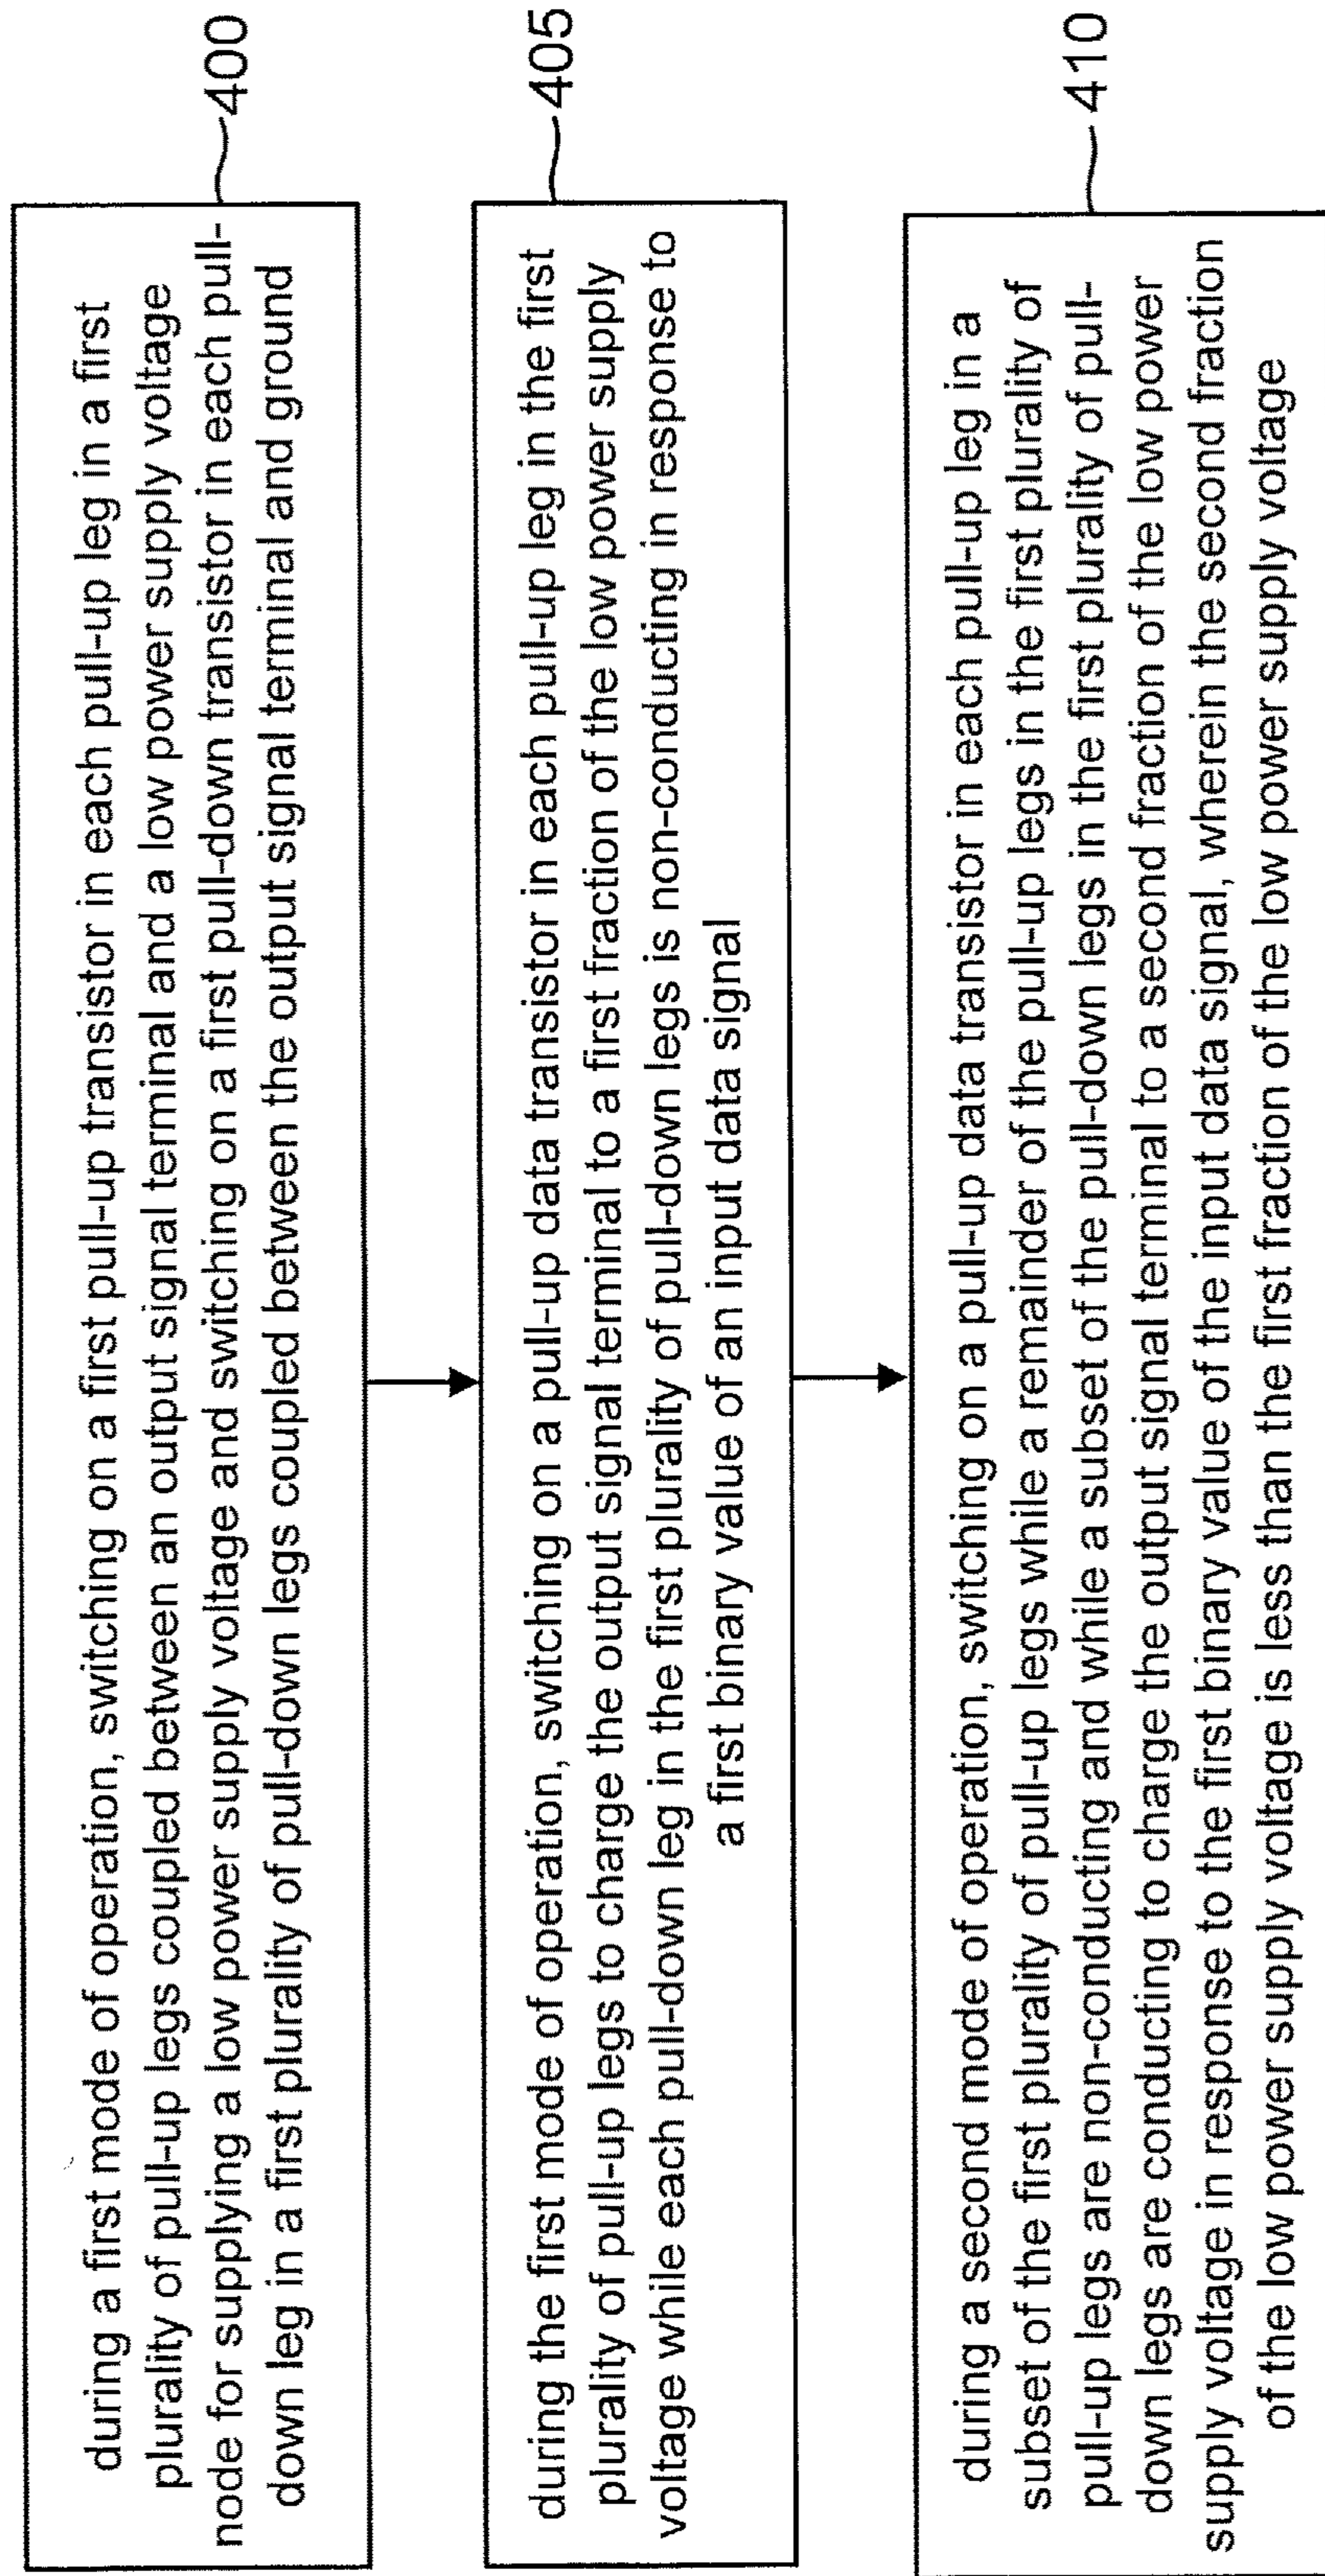 during a first mode of operation, switching on a first pull-up transistor in each pull-up leg in a first
plurality of pull-up legs coupled between an output signal terminal and a low power supply voltage
node for supplying a low power supply voltage and switching on a first pull-down transistor in each pull-
down leg in a first plurality of pull-down legs coupled between the output signal terminal and ground
400
during the first mode of operation, switching on a pull-up data transistor in each pull-up leg in the first
plurality of pull-up legs to charge the output signal terminal to a first fraction of the low power supply
voltage while each pull-down leg in the first plurality of pull-down legs is non-conducting in response to
a first binary value of an input data signal
405
during a second mode of operation, switching on a pull-up data transistor in each pull-up leg in a
subset of the first plurality of pull-up legs while a remainder of the pull-up legs in the first plurality of
pull-up legs are non-conducting and while a subset of the pull-down legs in the first plurality of pull-
down legs are conducting to charge the output signal terminal to a second fraction of the low power
supply voltage in response to the first binary value of the input data signal, wherein the second fraction
of the low power supply voltage is less than the first fraction of the low power supply voltage
410